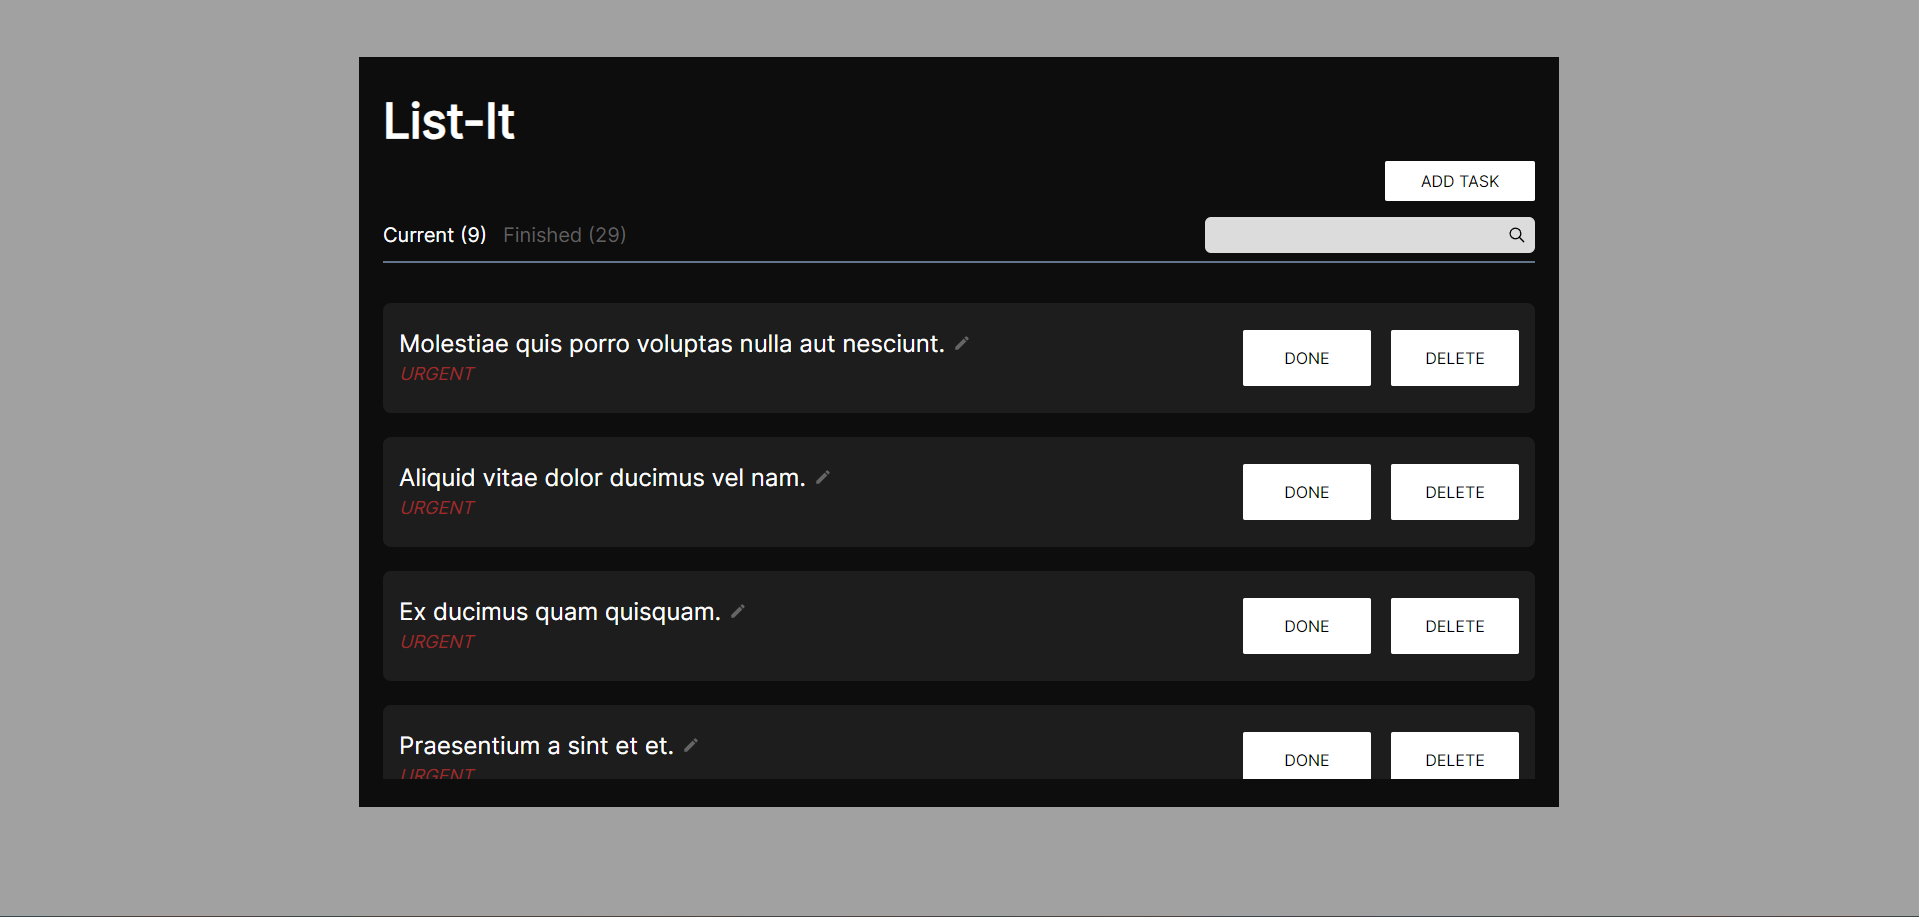 List-It
ADD TASK
Current (9) Finished (29)
Molestiae quis porro voluptas nulla aut nesciunt.
URGENT
DONE DELETE
Aliquid vitae dolor ducimus vel nam.
URGENT
DONE DELETE
Ex ducimus quam quisquam.
URGENT
DONE DELETE
Praesentium a sint et et.
URGENT
DONE DELETE